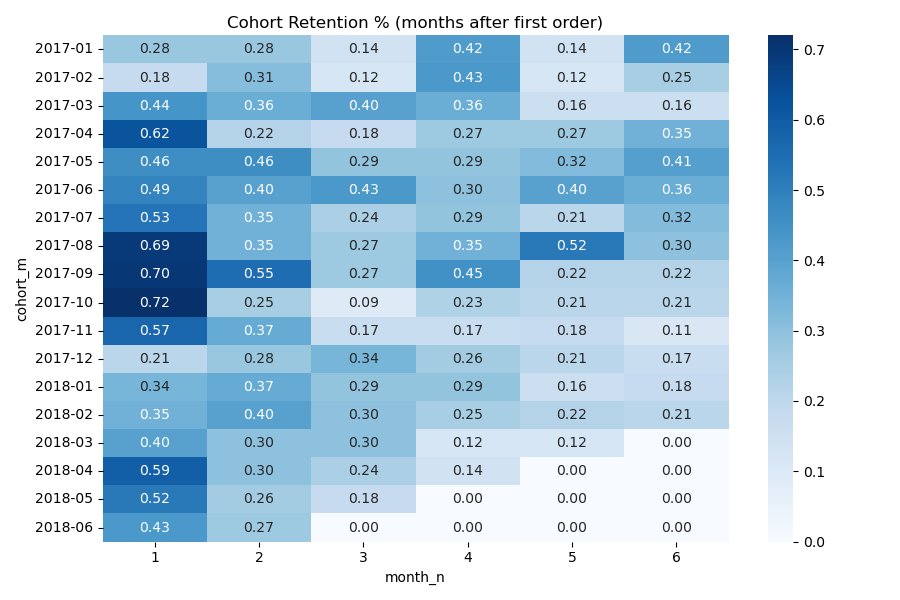 Cohort Retention % (months after first order)
2017-01 0.28 0.28 0.14 0.42 0.14 0.42
2017-02 0.18 0.31 0.12 0.43 0.12 0.25
2017-03 0.44 0.36 0.40 0.36 0.16 0.16
2017-04 0.62 0.22 0.18 0.27 0.27 0.35
2017-05 0.46 0.46 0.29 0.29 0.32 0.41
2017-06 0.49 0.40 0.43 0.30 0.40 0.36
2017-07 0.53 0.35 0.24 0.29 0.21 0.32
2017-08 0.69 0.35 0.27 0.35 0.52 0.30
2017-09 0.70 0.55 0.27 0.45 0.22 0.22
2017-10 0.72 0.25 0.09 0.23 0.21 0.21
2017-11 0.57 0.37 0.17 0.17 0.18 0.11
2017-12 0.21 0.28 0.34 0.26 0.21 0.17
2018-01 0.34 0.37 0.29 0.29 0.16 0.18
2018-02 0.35 0.40 0.30 0.25 0.22 0.21
2018-03 0.40 0.30 0.30 0.12 0.12 0.00
2018-04 0.59 0.30 0.24 0.14 0.00 0.00
2018-05 0.52 0.26 0.18 0.00 0.00 0.00
2018-06 0.43 0.27 0.00 0.00 0.00 0.00
1 2 3 4 5 6
month_n
cohort_m
0.7
0.6
0.5
0.4
0.3
0.2
0.1
0.0